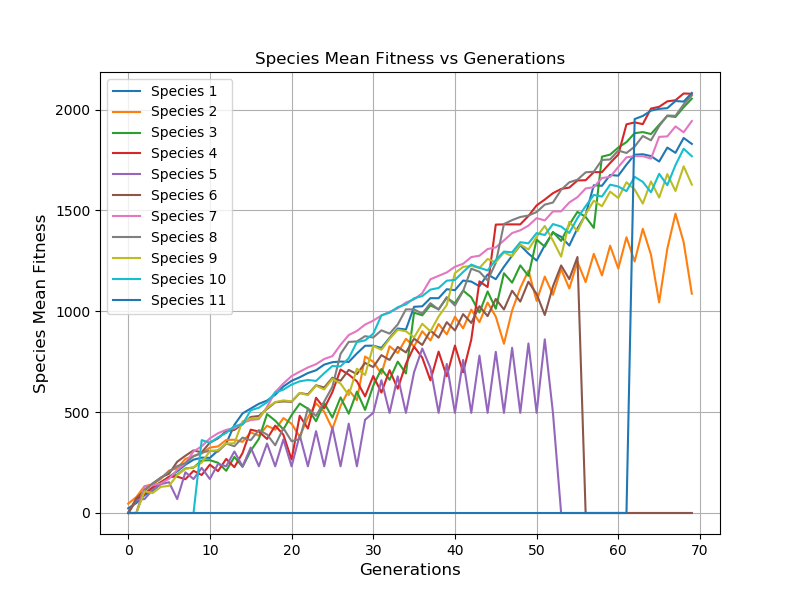 Species Mean Fitness vs Generations
Species Mean Fitness
2000
1500
1000
500
0
Species 1
Species 2
Species 3
Species 4
Species 5
Species 6
Species 7
Species 8
Species 9
Species 10
Species 11
0 10 20 30 40 50 60 70
Generations